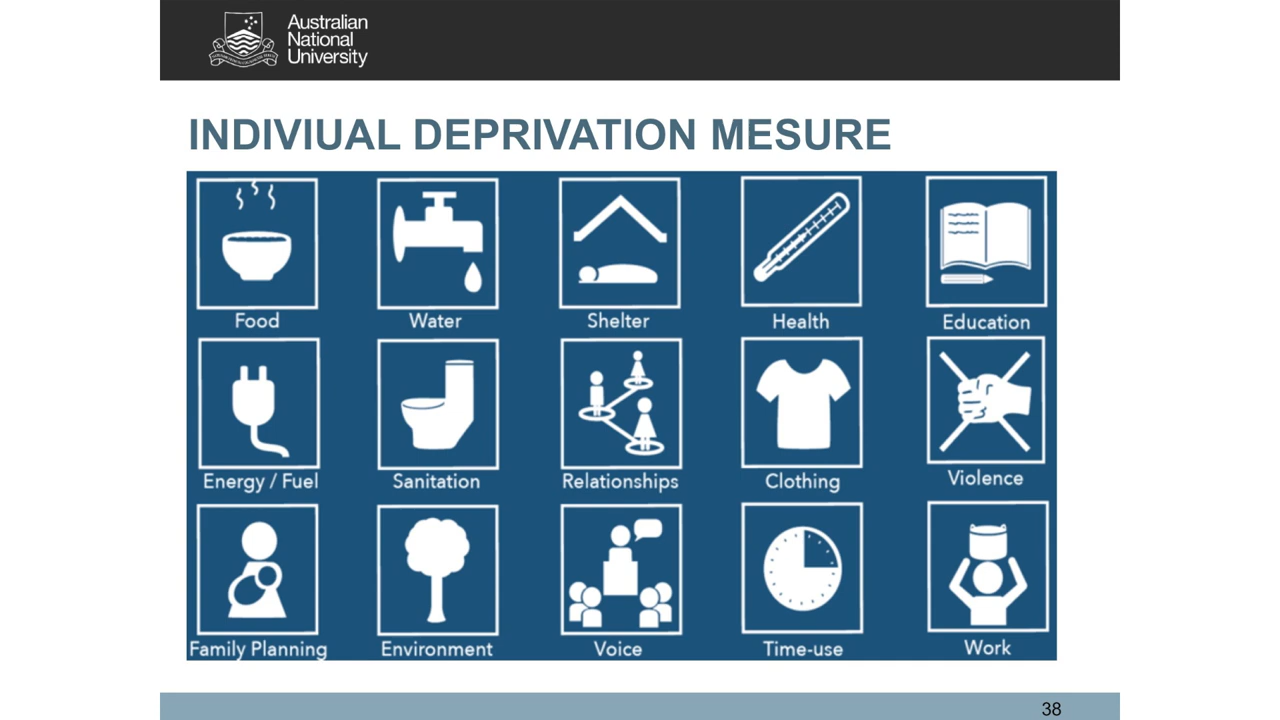 Australian
National
University
INDIVIUAL DEPRIVATION MESURE
Food
Water
Shelter
Health
Education
Energy / Fuel
Sanitation
Relationships
Clothing
Violence
Family Planning
Environment
Voice
Time-use
Work
38